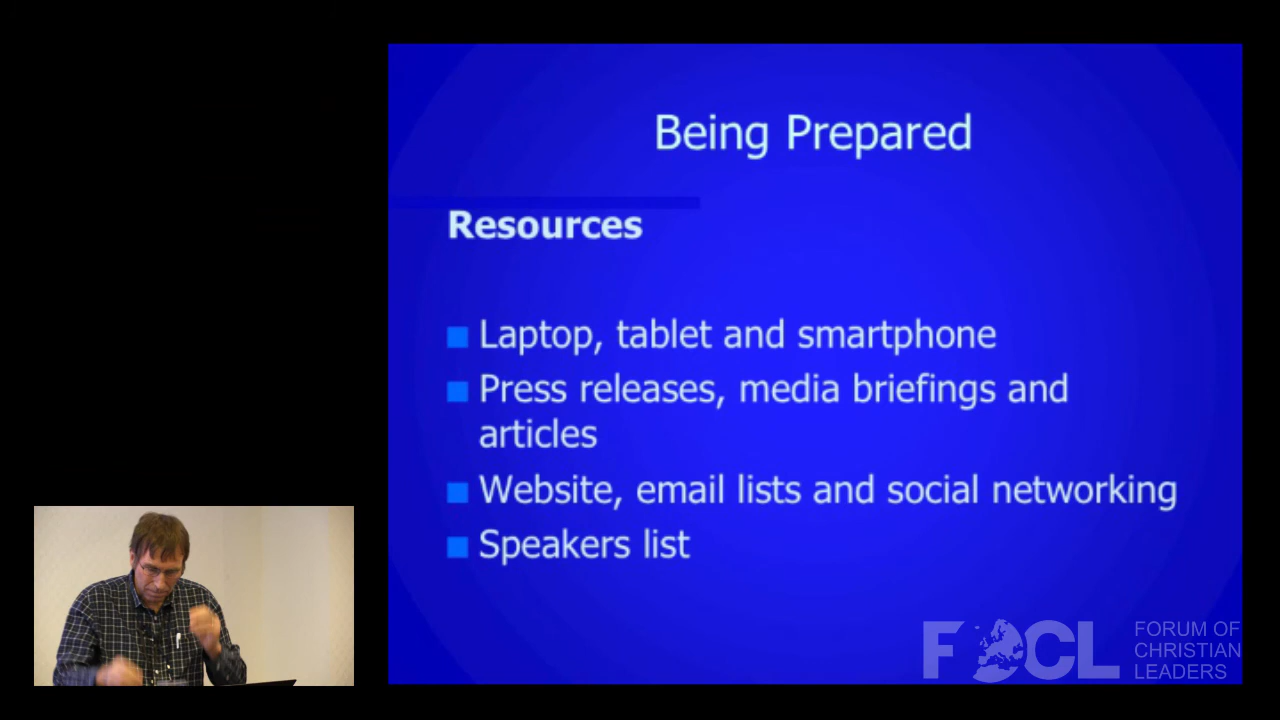 Being Prepared
Resources
Laptop, tablet and smartphone
Press releases, media briefings and
articles
Website, email lists and social networking
Speakers list
FOCL
FORUM OF
CHRISTIAN
LEADERS